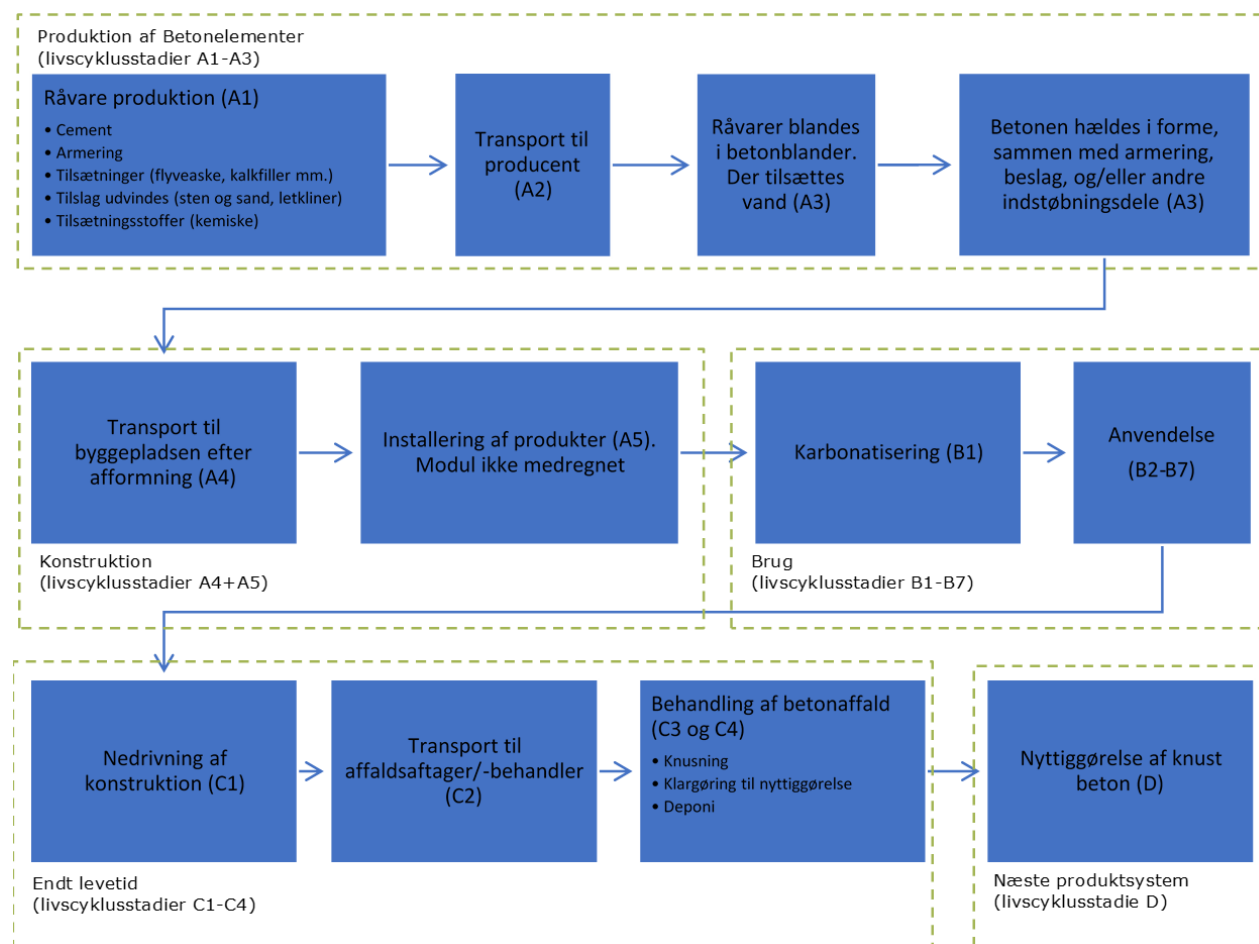 Produktion af Betonelementer
(livscyklusstadier A1-A3)
Råvare produktion (A1)
• Cement
• Armering
• Tilsætninger (flyveaske, kalkfiller mm.)
• Tilslag udvindes (sten og sand, letkliner)
• Tilsætningsstoffer (kemiske)
Transport til
producent
(A2)
Råvarer blandes
i betonblander.
Der tilsættes
vand (A3)
Betonen hældes i forme,
sammen med armering,
beslag, og/eller andre
indstøbningsdele (A3)
Transport til
byggepladsen efter
afformning (A4)
Installering af produkter (A5).
Modul ikke medregnet
Konstruktion
(livscyklusstadier A4+A5)
Karbonatisering (B1)
Anvendelse
(B2-B7)
Brug
(livscyklusstadier B1-B7)
Nedrivning af
konstruktion (C1)
Transport til
affaldsaftager/-behandler
(C2)
Behandling af betonaffald
(C3 og C4)
• Knusning
• Klargøring til nyttiggørelse
• Deponi
Endt levetid
(livscyklusstadier C1-C4)
Nyttiggørelse af knust
beton (D)
Næste produktsystem
(livscyklusstadie D)